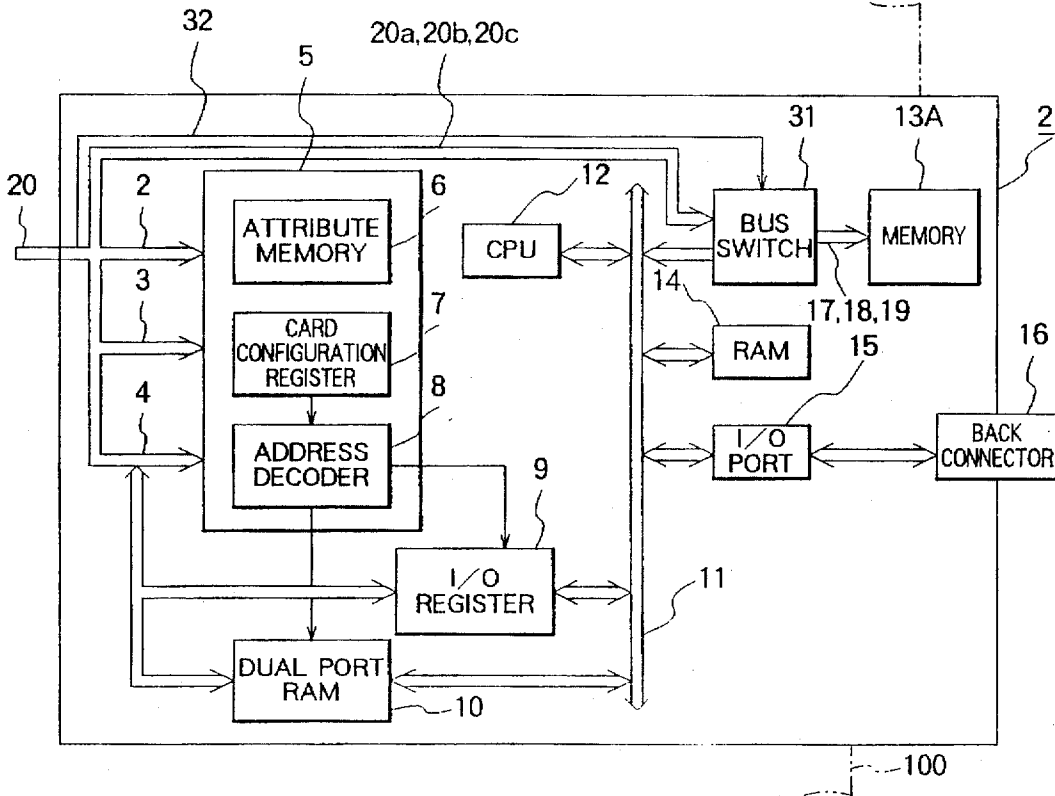 32
20a,20b,20c
5
31
13A
2
20
2
6
12
ATTRIBUTE
MEMORY
CPU
BUS
SWITCH
MEMORY
3
7
14
17,18,19
CARD
CONFIGURATION
REGISTER
RAM
15
16
4
8
ADDRESS
DECODER
I/O
PORT
BACK
CONNECTOR
9
I/O
REGISTER
11
DUAL PORT
RAM
10
100